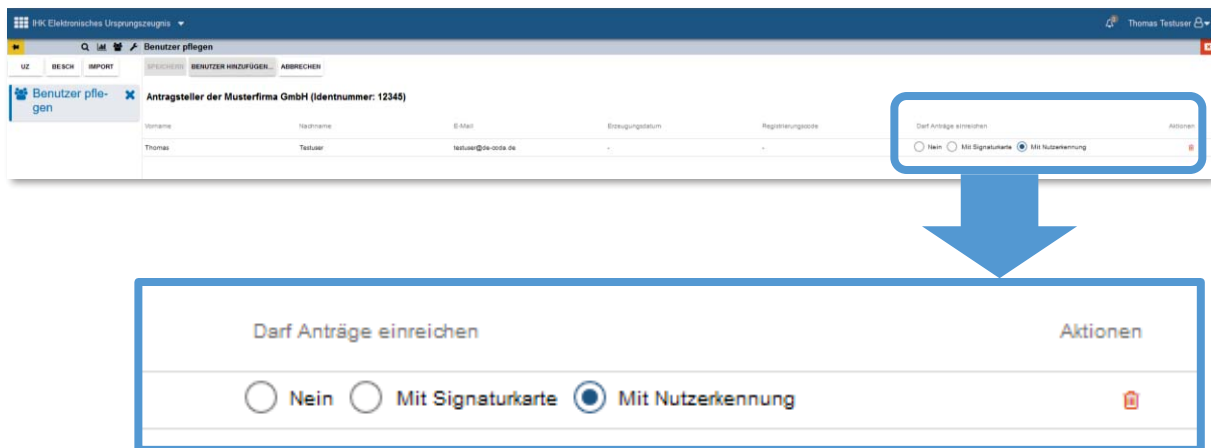 IHK Elektronisches Ursprungszeugnis
Thomas Testuser
Benutzer pflegen
UZ BESCH IMPORT SPEICHERN BENUTZER HINZUFÜGEN... ABBRECHEN
Benutzer pfle-
gen
Antragsteller der Musterfirma GmbH (Identnummer: 12345)
Vorname Nachname E-Mail Erzeugungsdatum Registrierungscode Darf Anträge einreichen Aktionen
Thomas Testuser testuser@de-coda.de - - Nein Mit Signaturkarte Mit Nutzerkennung
Darf Anträge einreichen Aktionen
Nein Mit Signaturkarte Mit Nutzerkennung